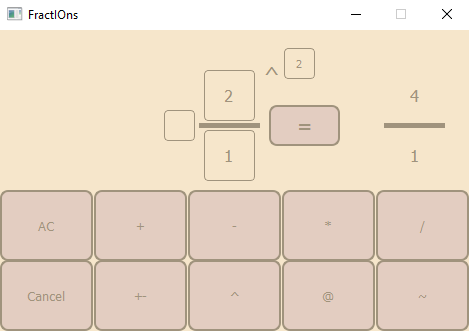 FractIOns
2
^
2
1
=
4
1
AC + - * /
Cancel +- ^ @ ~